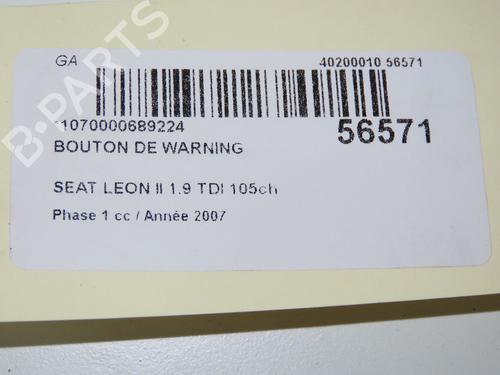 GA 40200010 56571
*1070000689224 56571
BOUTON DE WARNING
SEAT LEON II 1.9 TDI 105ch
Phase 1 cc / Année 2007
B-PARTS